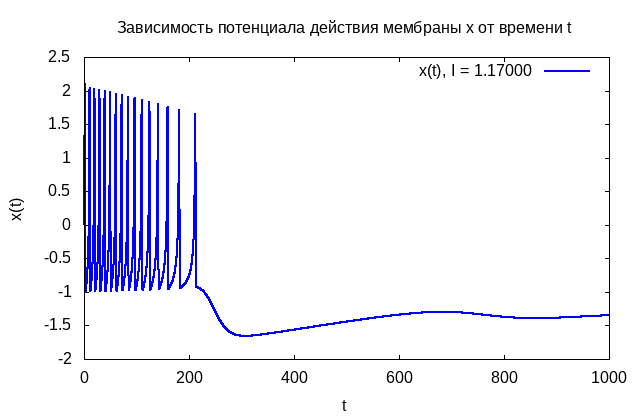 Зависимость потенциала действия мембраны x от времени t
x(t), I = 1.17000
2.5
2
1.5
1
0.5
0
-0.5
-1
-1.5
-2
x(t)
0 200 400 600 800 1000
t